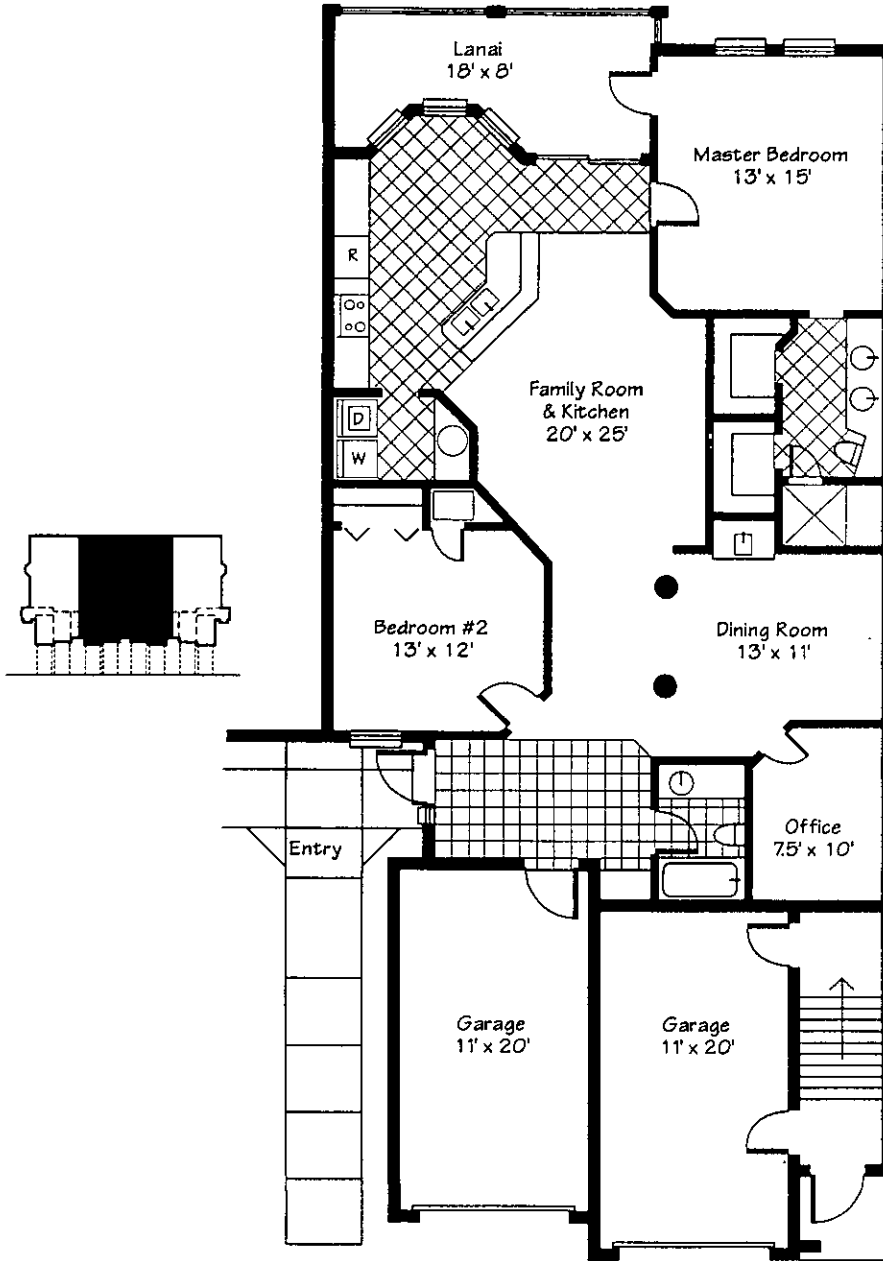 Lanai
18' x 8'
Master Bedroom
13' x 15'
R
Family Room
& Kitchen
20' x 25'
D
W
Bedroom #2
13' x 12'
Dining Room
13' x 11'
Office
7.5' x 10'
Entry
Garage
11' x 20'
Garage
11' x 20'